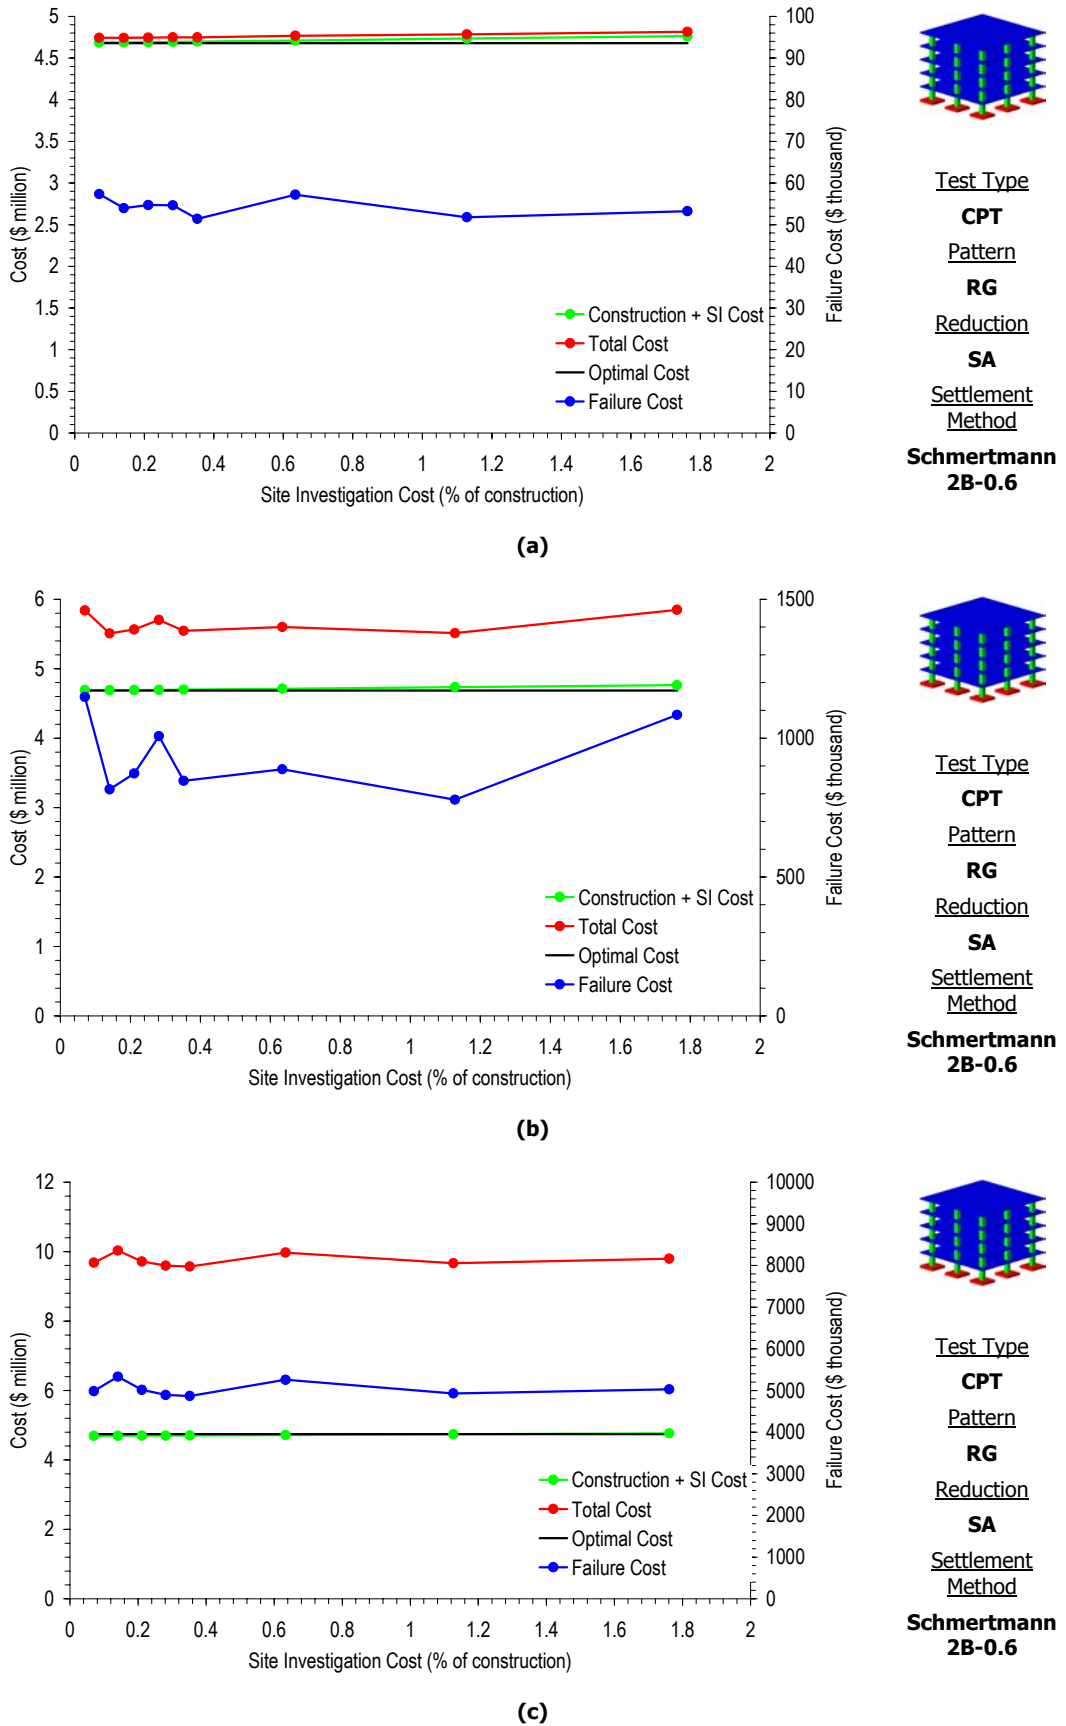 5
4.5
4
3.5
3
2.5
2
1.5
1
0.5
0
Cost ($ million)
100
90
80
70
60
50
40
30
20
10
0
Failure Cost ($ thousand)
Construction + SI Cost
Total Cost
Optimal Cost
Failure Cost
0 0.2 0.4 0.6 0.8 1 1.2 1.4 1.6 1.8 2
Site Investigation Cost (% of construction)
Test Type
CPT
Pattern
RG
Reduction
SA
Settlement
Method
Schmertmann
2B-0.6
(a)
6
5
4
3
2
1
0
Cost ($ million)
1500
1000
500
0
Failure Cost ($ thousand)
Construction + SI Cost
Total Cost
Optimal Cost
Failure Cost
0 0.2 0.4 0.6 0.8 1 1.2 1.4 1.6 1.8 2
Site Investigation Cost (% of construction)
Test Type
CPT
Pattern
RG
Reduction
SA
Settlement
Method
Schmertmann
2B-0.6
(b)
12
10
8
6
4
2
0
Cost ($ million)
10000
9000
8000
7000
6000
5000
4000
3000
2000
1000
0
Failure Cost ($ thousand)
Construction + SI Cost
Total Cost
Optimal Cost
Failure Cost
0 0.2 0.4 0.6 0.8 1 1.2 1.4 1.6 1.8 2
Site Investigation Cost (% of construction)
Test Type
CPT
Pattern
RG
Reduction
SA
Settlement
Method
Schmertmann
2B-0.6
(c)